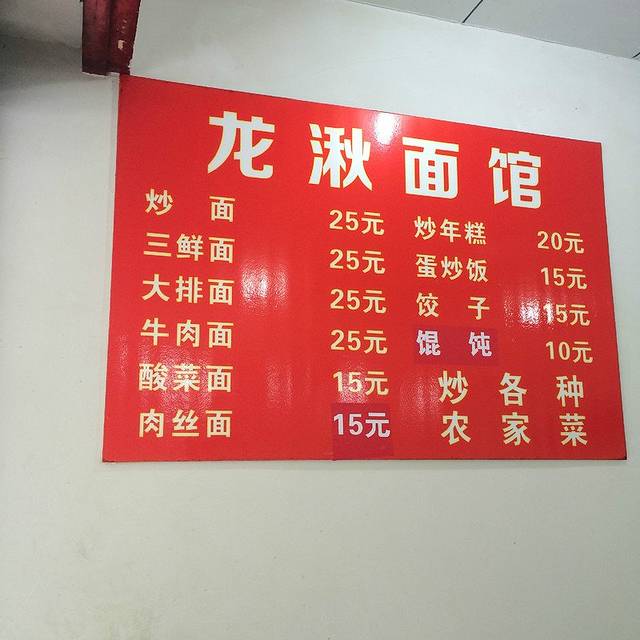 龙湫面馆
炒面 25元
三鲜面 25元
大排面 25元
牛肉面 25元
酸菜面 15元
肉丝面 15元
炒年糕 20元
蛋炒饭 15元
饺子 15元
馄饨 10元
炒各种
农家菜